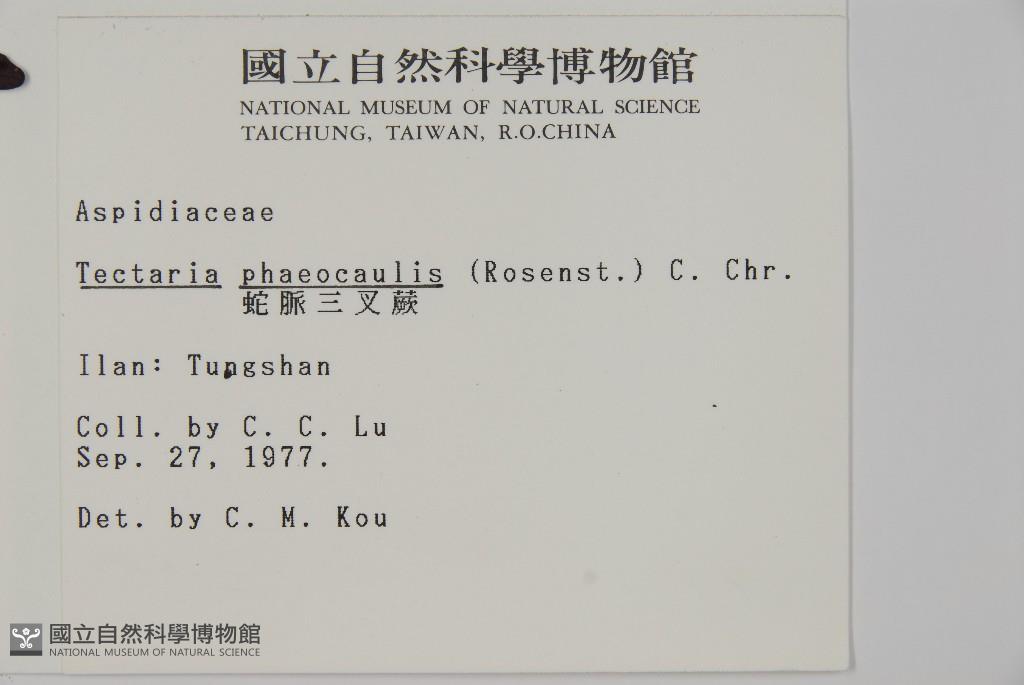 國立自然科學博物館
NATIONAL MUSEUM OF NATURAL SCIENCE
TAICHUNG, TAIWAN, R.O.CHINA
Aspidiaceae
Tectaria phaeocaulis (Rosenst.) C. Chr.
蛇脈三叉蕨
Ilan: Tungshan
Coll. by C. C. Lu
Sep. 27, 1977.
Det. by C. M. Kou
國立自然科學博物館
NATIONAL MUSEUM OF NATURAL SCIENCE